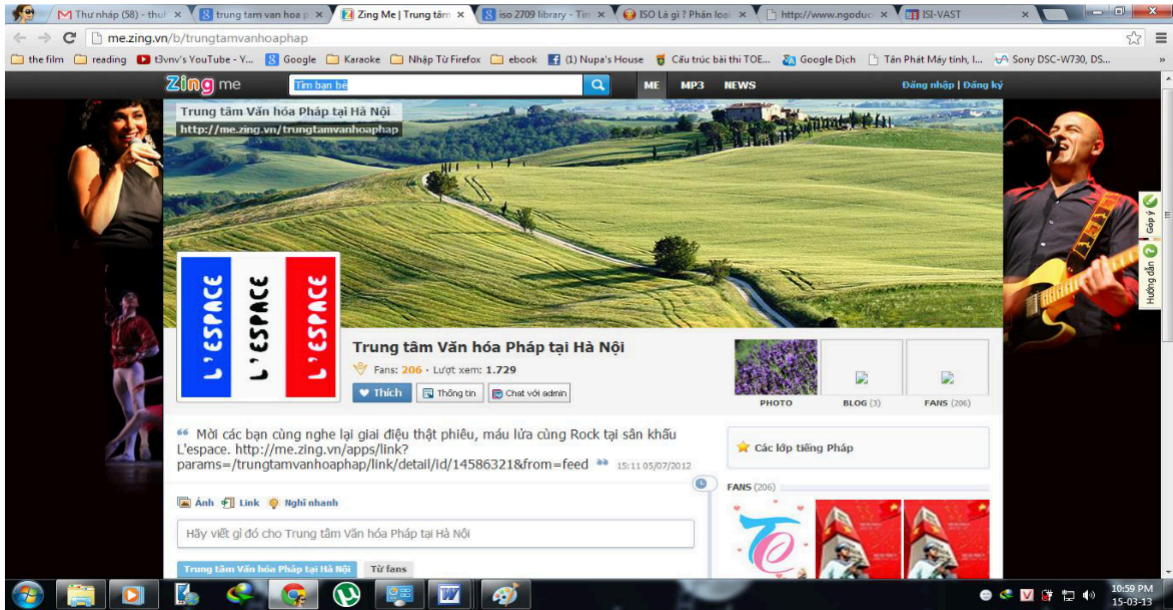 Thư nháp (58) - thuh
trung tam van hoa p
Zing Me | Trung tâm
iso 2709 library - Tìm
ISO Là gì ? Phân loại
http://www.ngoduc
ISI-VAST
me.zing.vn/b/trungtamvanhoaphap
the film
reading
t3vnv's YouTube - Y...
Google
Karaoke
Nhập Từ Firefox
ebook
(1) Nupa's House
Cấu trúc bài thi TOE...
Google Dịch
Tân Phát Máy tính, l...
Sony DSC-W730, DS...
Zing me
Tìm bạn bè
ME MP3 NEWS
Đăng nhập | Đăng ký
Trung tâm Văn hóa Pháp tại Hà Nội
http://me.zing.vn/trungtamvanhoaphap
Góp ý
Hướng dẫn
L'ESPACE
L'ESPACE
L'ESPACE
Trung tâm Văn hóa Pháp tại Hà Nội
Fans: 206 · Lượt xem: 1.729
Thích
Thông tin
Chat với admin
PHOTO
BLOG (3)
FANS (206)
“ Mời các bạn cùng nghe lại giai điệu thật phiêu, máu lửa cùng Rock tại sân khấu
L'espace. http://me.zing.vn/apps/link?
params=/trungtamvanhoaphap/link/detail/id/14586321&from=feed ” 15:11 05/07/2012
Các lớp tiếng Pháp
FANS (206)
Ảnh
Link
Nghĩ nhanh
Hãy viết gì đó cho Trung tâm Văn hóa Pháp tại Hà Nội
Trung tâm Văn hóa Pháp tại Hà Nội
Từ fans
10:59 PM
15-03-13